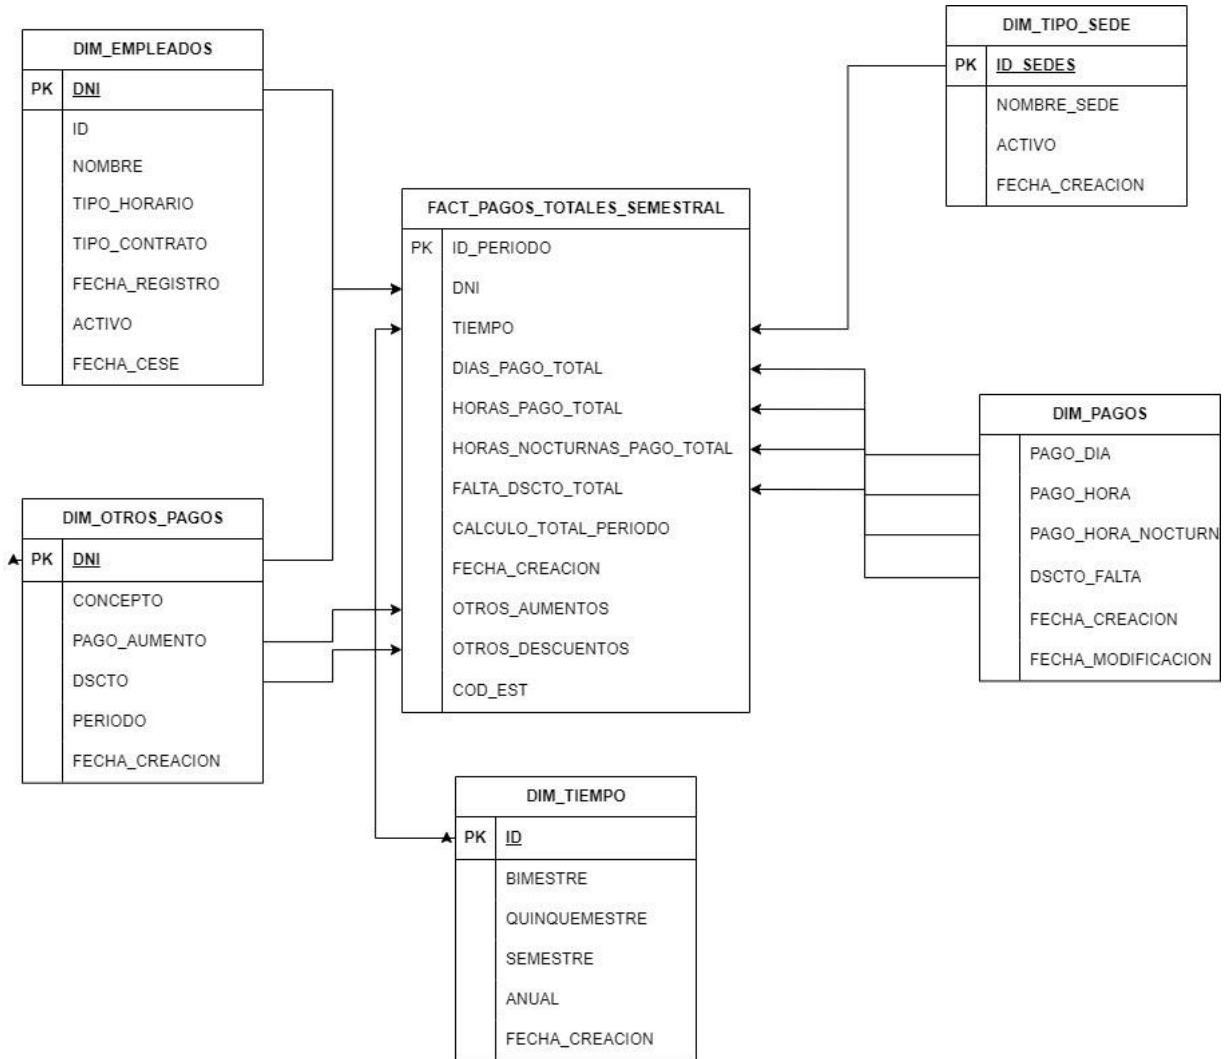 DIM_EMPLEADOS
PK DNI
ID
NOMBRE
TIPO_HORARIO
TIPO_CONTRATO
FECHA_REGISTRO
ACTIVO
FECHA_CESE
DIM_TIPO_SEDE
PK ID_SEDES
NOMBRE_SEDE
ACTIVO
FECHA_CREACION
FACT_PAGOS_TOTALES_SEMESTRAL
PK ID_PERIODO
DNI
TIEMPO
DIAS_PAGO_TOTAL
HORAS_PAGO_TOTAL
HORAS_NOCTURNAS_PAGO_TOTAL
FALTA_DSCTO_TOTAL
CALCULO_TOTAL_PERIODO
FECHA_CREACION
OTROS_AUMENTOS
OTROS_DESCUENTOS
COD_EST
DIM_PAGOS
PAGO_DIA
PAGO_HORA
PAGO_HORA_NOCTURN
DSCTO_FALTA
FECHA_CREACION
FECHA_MODIFICACION
DIM_OTROS_PAGOS
PK DNI
CONCEPTO
PAGO_AUMENTO
DSCTO
PERIODO
FECHA_CREACION
DIM_TIEMPO
PK ID
BIMESTRE
QUINQUEMESTRE
SEMESTRE
ANUAL
FECHA_CREACION